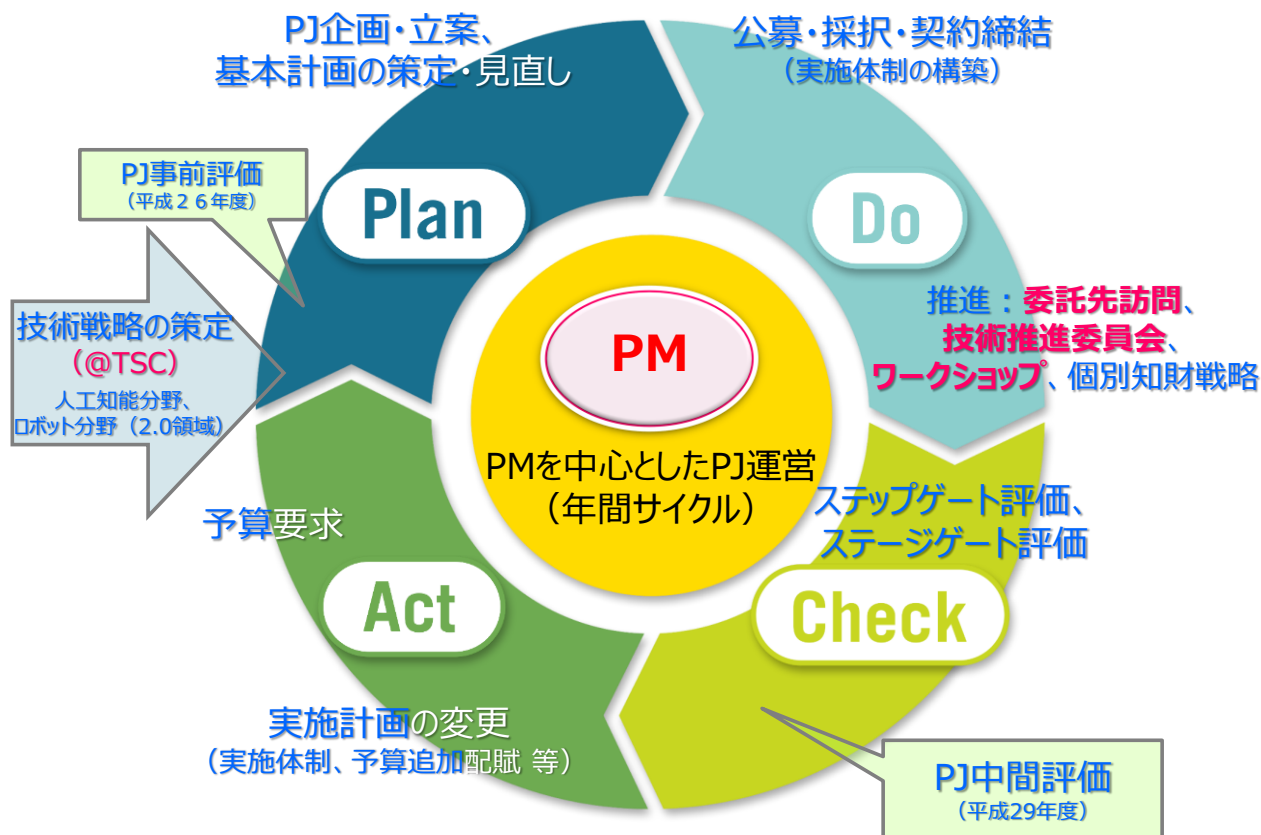 PJ企画・立案、
基本計画の策定・見直し
公募・採択・契約締結
（実施体制の構築）
PJ事前評価
（平成２６年度）
Plan
Do
技術戦略の策定
（@TSC）
人工知能分野、
ロボット分野（2.0領域）
推進：委託先訪問、
技術推進委員会、
ワークショップ、個別知財戦略
PM
PMを中心としたPJ運営
（年間サイクル）
ステップゲート評価、
ステージゲート評価
予算要求
Act
Check
実施計画の変更
（実施体制、予算追加配賦 等）
PJ中間評価
（平成29年度）